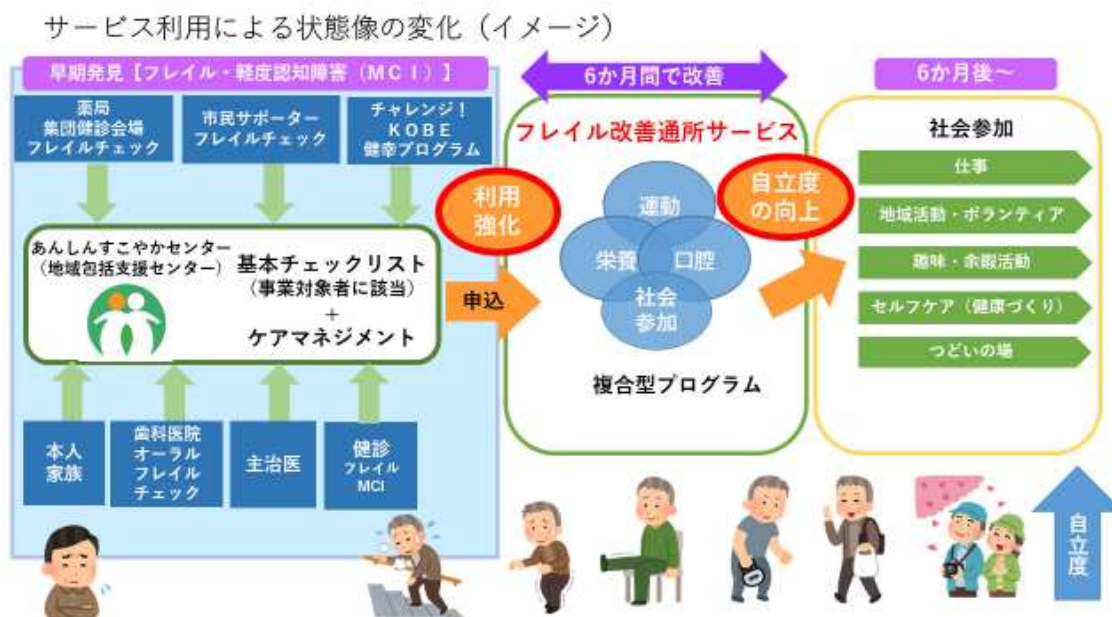 サービス利用による状態像の変化（イメージ）
早期発見【フレイル・軽度認知障害（ＭＣＩ）】
薬局
集団健診会場
フレイルチェック
市民サポーター
フレイルチェック
チャレンジ！
ＫＯＢＥ
健幸プログラム
あんしんすこやかセンター
（地域包括支援センター）
基本チェックリスト
（事業対象者に該当）
+
ケアマネジメント
本人
家族
歯科医院
オーラル
フレイル
チェック
主治医
健診
フレイル
MCI
利用
強化
申込
6か月間で改善
フレイル改善通所サービス
運動
栄養
口腔
社会
参加
複合型プログラム
自立度
の向上
6か月後～
社会参加
仕事
地域活動・ボランティア
趣味・余暇活動
セルフケア（健康づくり）
つどいの場
自立度